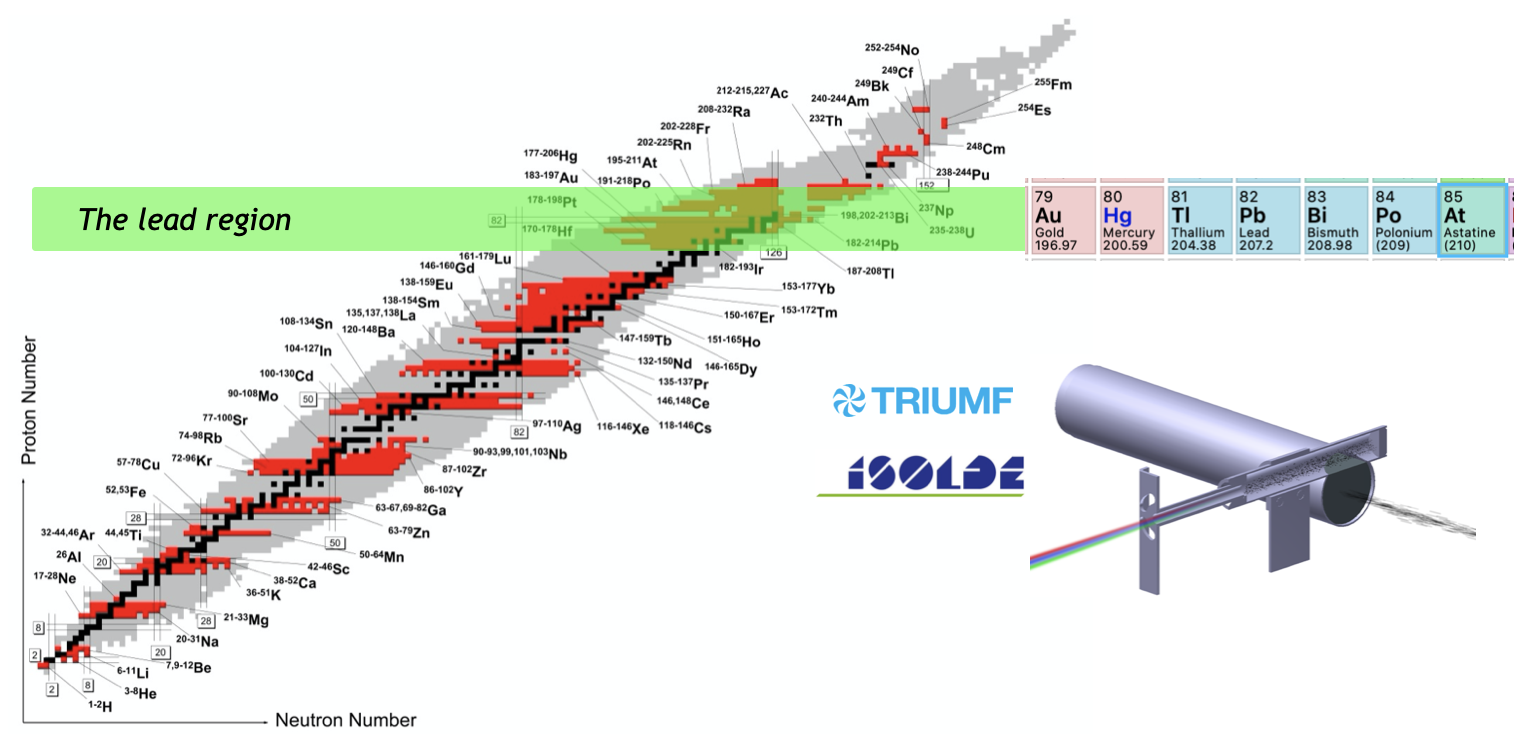 252-254No
249Cf
249Bk
255Fm
212-215,227Ac
240-244Am
254Es
208-232Ra
232Th
202-228Fr
202-225Rn
248Cm
177-206Hg
195-211At
238-244Pu
183-197Au
191-218Po
152
178-198Pt
237Np
The lead region
82
198,202-213Bi
170-178Hf
235-238U
182-214Pb
126
161-179Lu
182-193Ir
187-208Tl
146-160Gd
138-159Eu
153-177Yb
138-154Sm
153-172Tm
135,137,138La
150-167Er
108-134Sn
120-148Ba
147-159Tb
151-165Ho
104-127In
132-150Nd
146-165Dy
100-130Cd
135-137Pr
90-108Mo
50
146,148Ce
77-100Sr
97-110Ag
116-146Xe
118-146Cs
82
74-98Rb
90-93,99,101,103Nb
57-78Cu
72-96Kr
87-102Zr
52,53Fe
86-102Y
28
63-67,69-82Ga
32-44,46Ar
44,45Ti
63-79Zn
50
26Al
20
50-64Mn
42-46Sc
17-28Ne
38-52Ca
36-51K
28
21-33Mg
8
20-31Na
20
2
7,9-12Be
6-11Li
2
8
3-8He
1-2H
Proton Number
Neutron Number
79
Au
Gold
196.97
80
Hg
Mercury
200.59
81
Tl
Thallium
204.38
82
Pb
Lead
207.2
83
Bi
Bismuth
208.98
84
Po
Polonium
(209)
85
At
Astatine
(210)
TRIUMF
ISOLDE